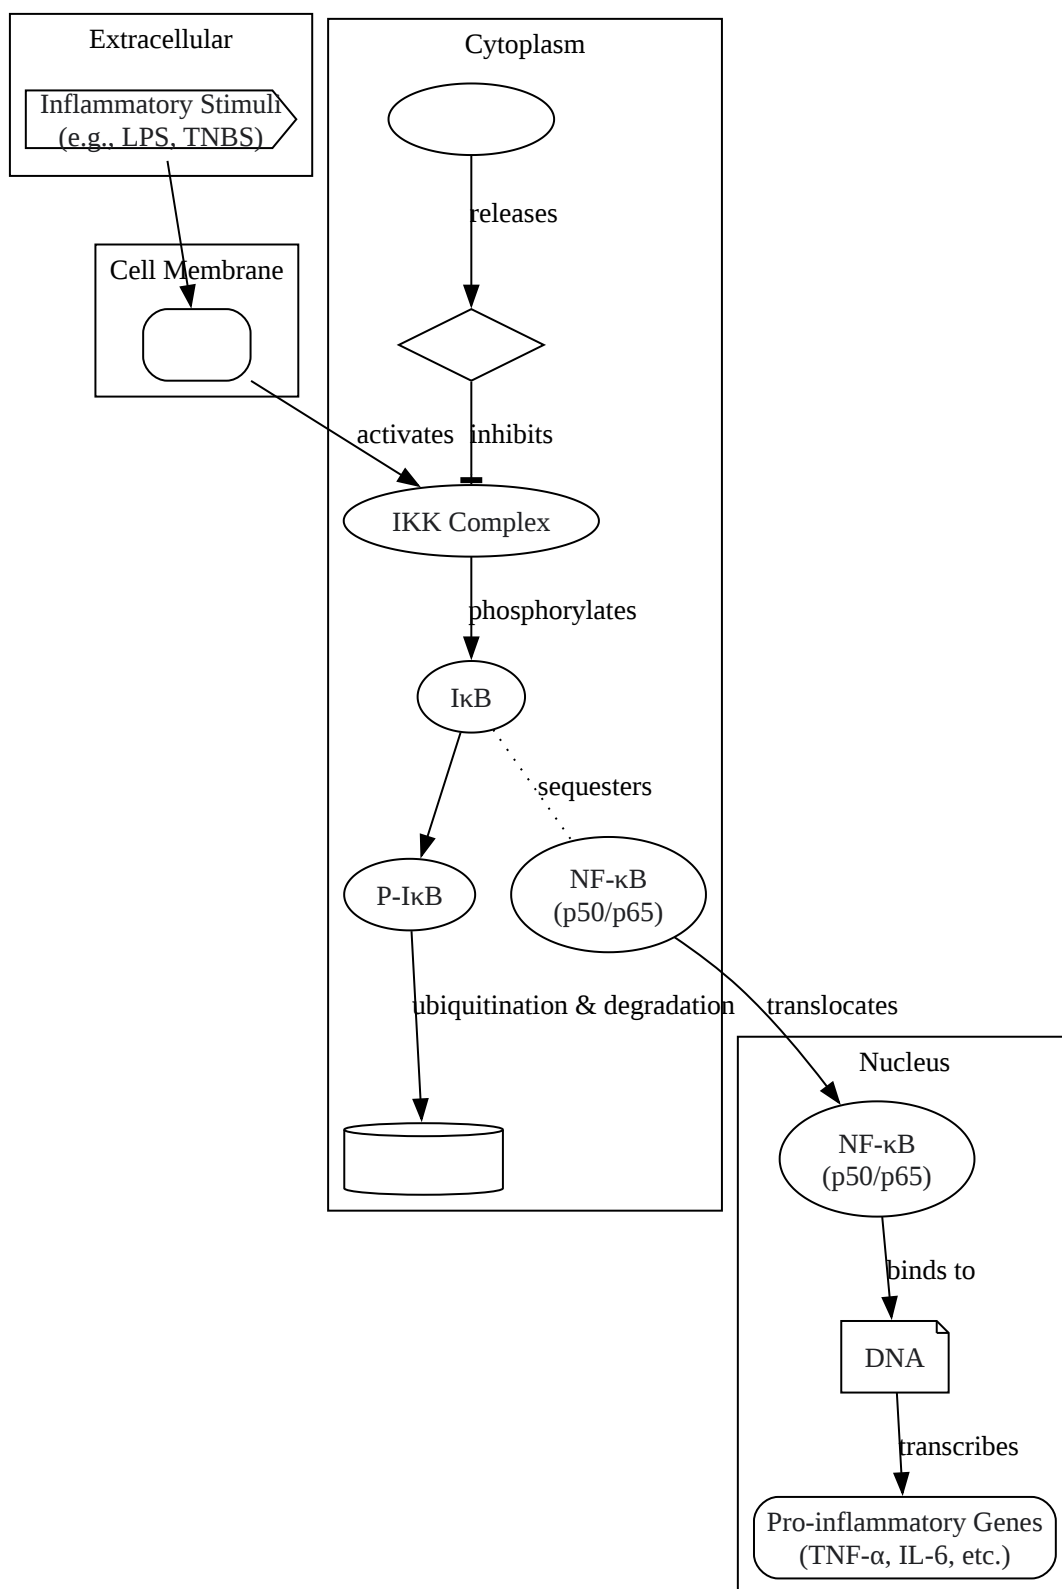 Extracellular
Inflammatory Stimuli
(e.g., LPS, TNBS)
Cytoplasm
releases
Cell Membrane
activates
inhibits
IKK Complex
phosphorylates
IκB
sequesters
P-IκB
NF-κB
(p50/p65)
ubiquitination & degradation
translocates
Nucleus
NF-κB
(p50/p65)
binds to
DNA
transcribes
Pro-inflammatory Genes
(TNF-α, IL-6, etc.)